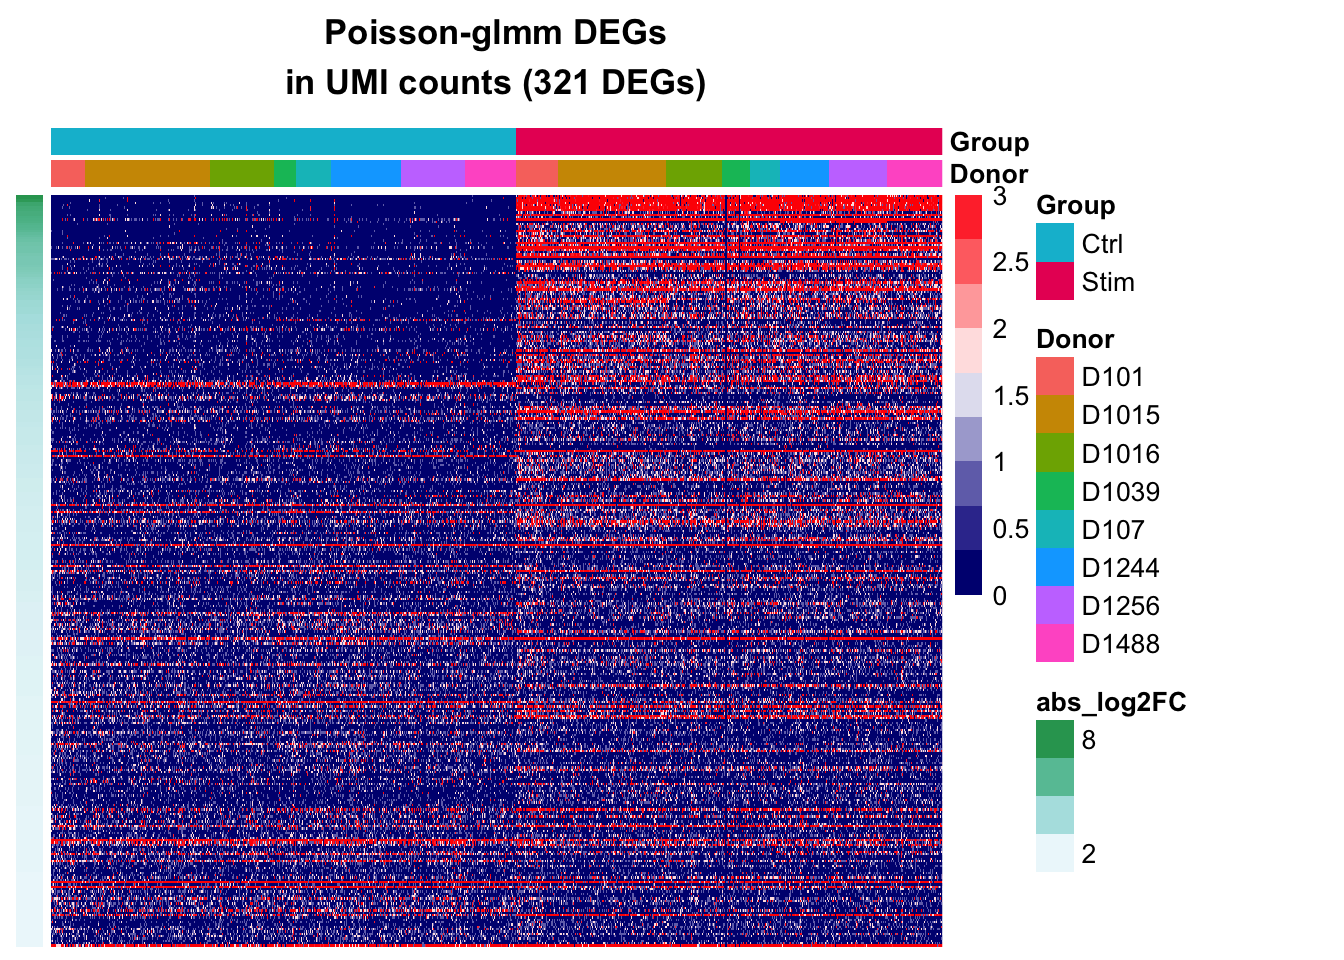 Poisson-glmm DEGs
in UMI counts (321 DEGs)
Group
Donor
3
2.5
2
1.5
1
0.5
0
Group
Ctrl
Stim
Donor
D101
D1015
D1016
D1039
D107
D1244
D1256
D1488
abs_log2FC
8
2